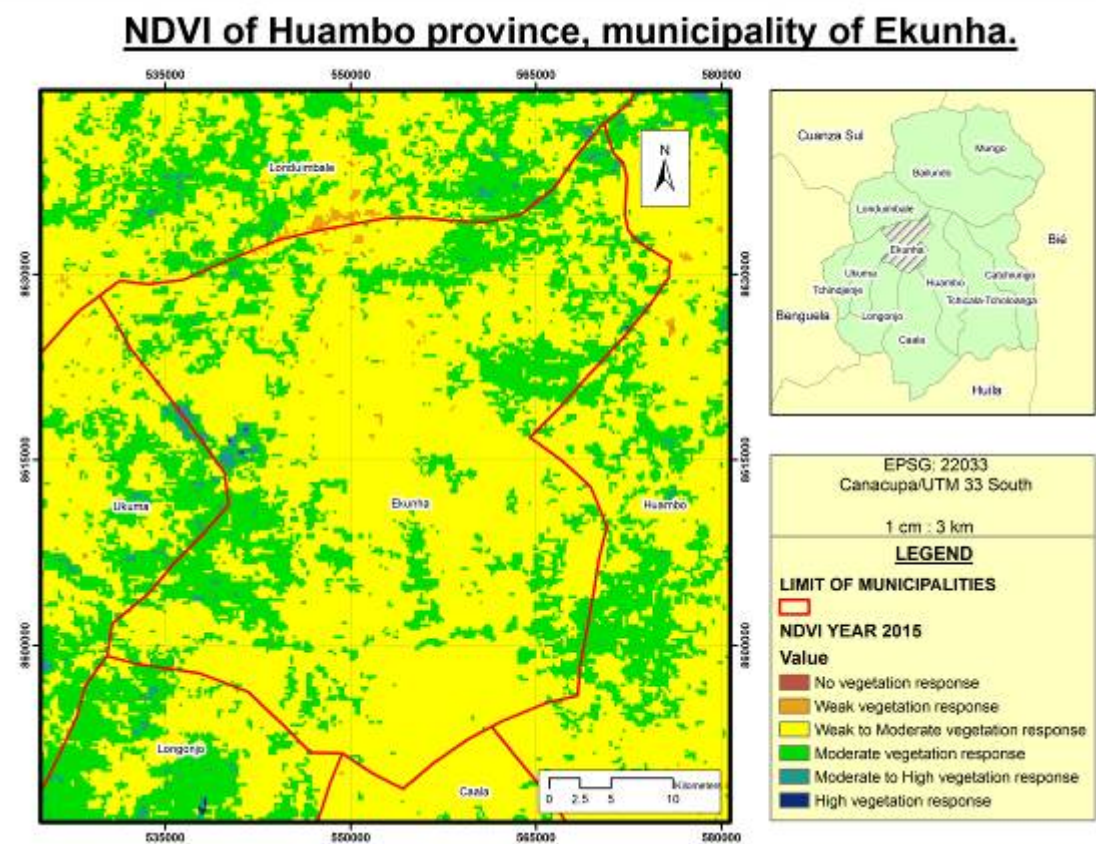 NDVI of Huambo province, municipality of Ekunha.
535000 550000 565000 580000
8630000 8630000
8615000 8615000
8600000 8600000
Londuimbale
N
Ukuma
Ekunha
Huambo
Longonjo
Caala
Kilometers
0 2.5 5 10
535000 550000 565000 580000
Cuanza Sul
Mungo
Bailundo
Londuimbale
Bié
Ekunha
Ukuma
Catchiungo
Tchindjenje
Huambo
Tchicala-Tcholoanga
Benguela
Longonjo
Caala
Huila
EPSG: 22033
Canacupa/UTM 33 South
1 cm : 3 km
LEGEND
LIMIT OF MUNICIPALITIES
NDVI YEAR 2015
Value
No vegetation response
Weak vegetation response
Weak to Moderate vegetation response
Moderate vegetation response
Moderate to High vegetation response
High vegetation response